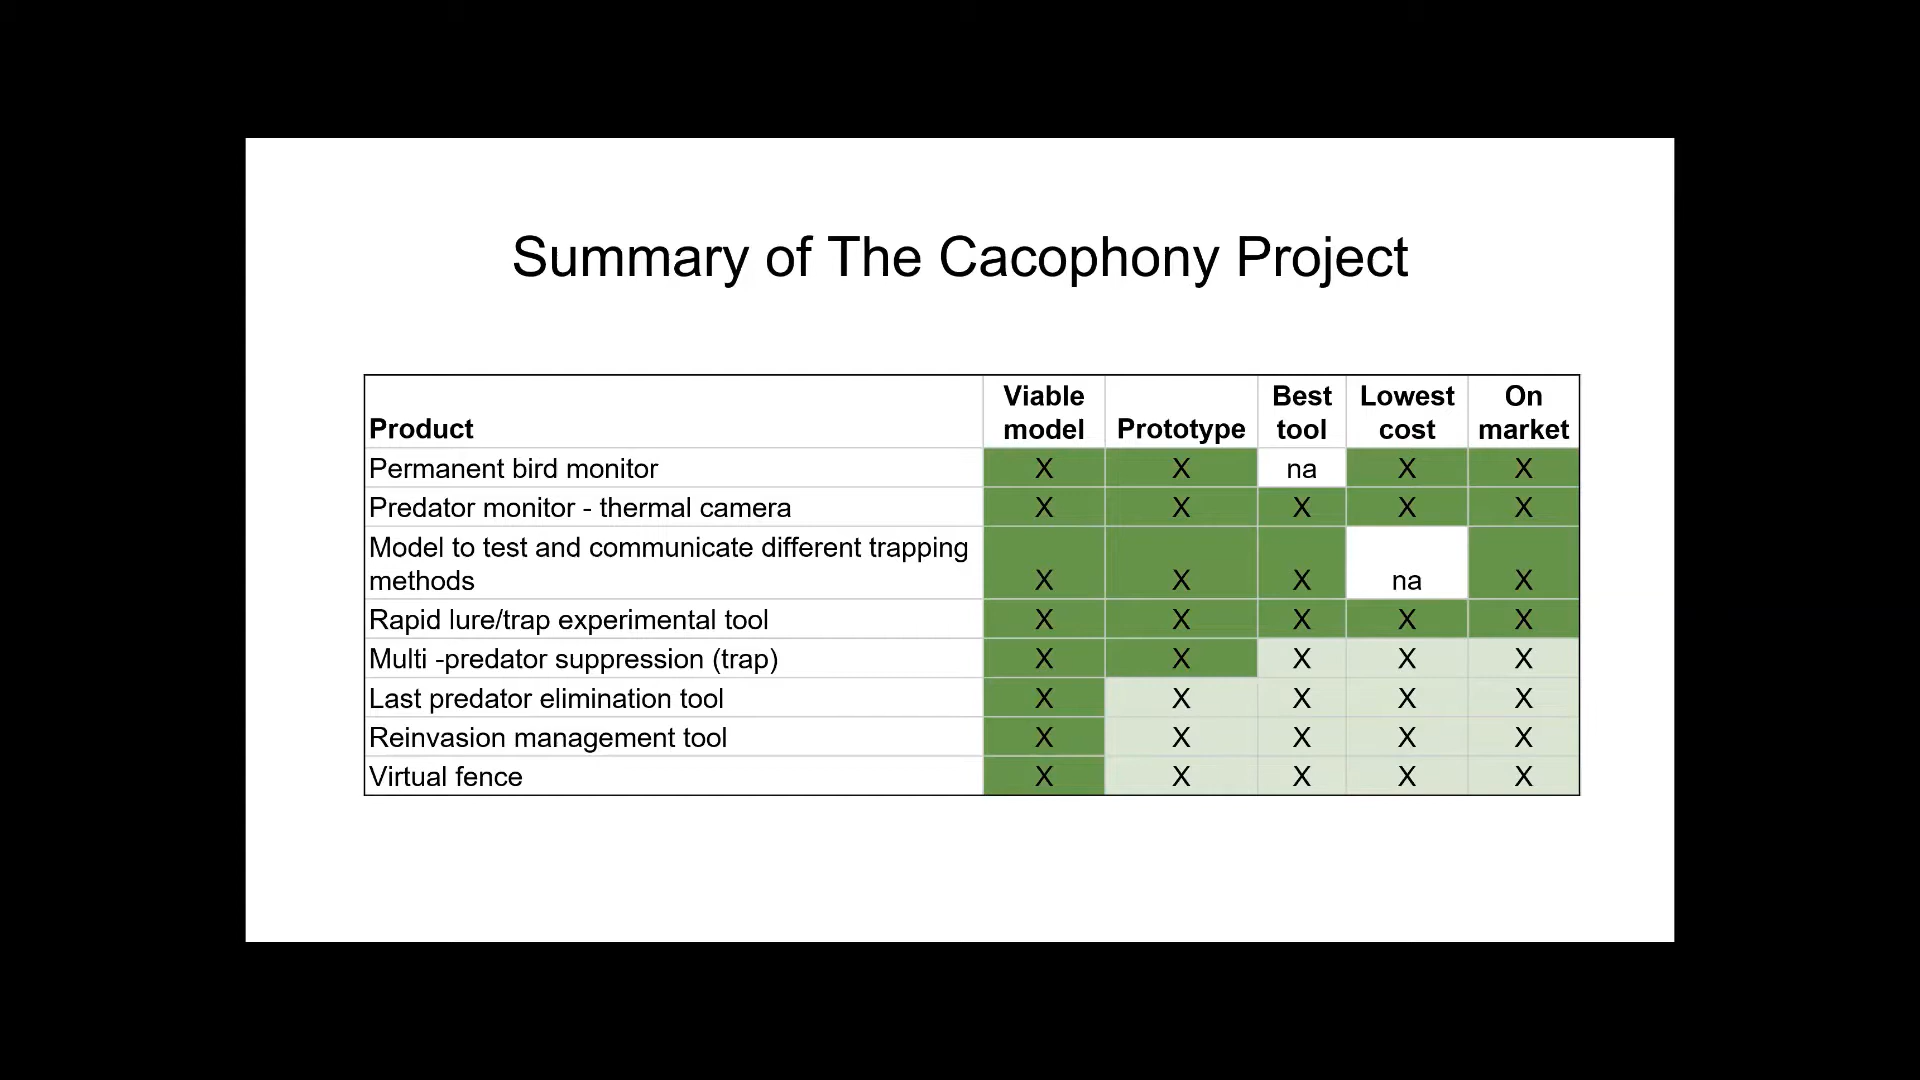 Summary of The Cacophony Project
Product Viable model Prototype Best tool Lowest cost On market
Permanent bird monitor X X na X X
Predator monitor - thermal camera X X X X X
Model to test and communicate different trapping
methods X X X na X
Rapid lure/trap experimental tool X X X X X
Multi -predator suppression (trap) X X X X X
Last predator elimination tool X X X X X
Reinvasion management tool X X X X X
Virtual fence X X X X X